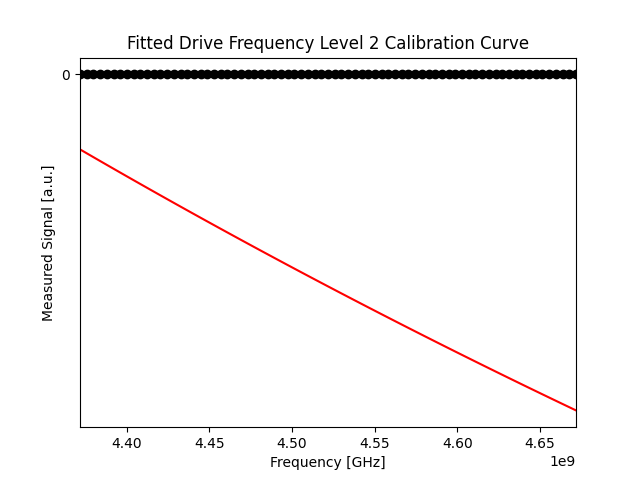 Fitted Drive Frequency Level 2 Calibration Curve
0
Measured Signal [a.u.]
4.40 4.45 4.50 4.55 4.60 4.65
Frequency [GHz]
1e9